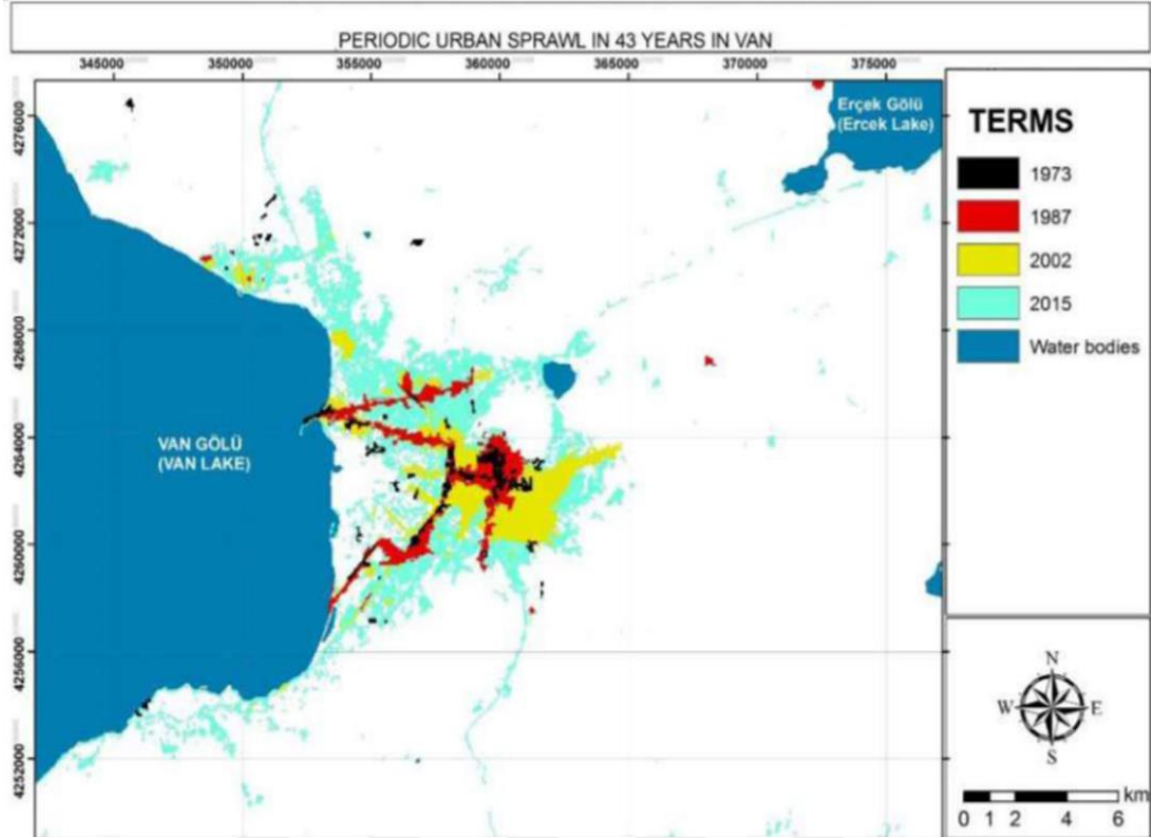 PERIODIC URBAN SPRAWL IN 43 YEARS IN VAN
345000 350000 355000 360000 365000 370000 375000
4276000
4272000
4268000
4264000
4260000
4256000
4252000
Erçek Gölü
(Ercek Lake)
VAN GÖLÜ
(VAN LAKE)
TERMS
1973
1987
2002
2015
Water bodies
N
W E
S
km
0 1 2 4 6